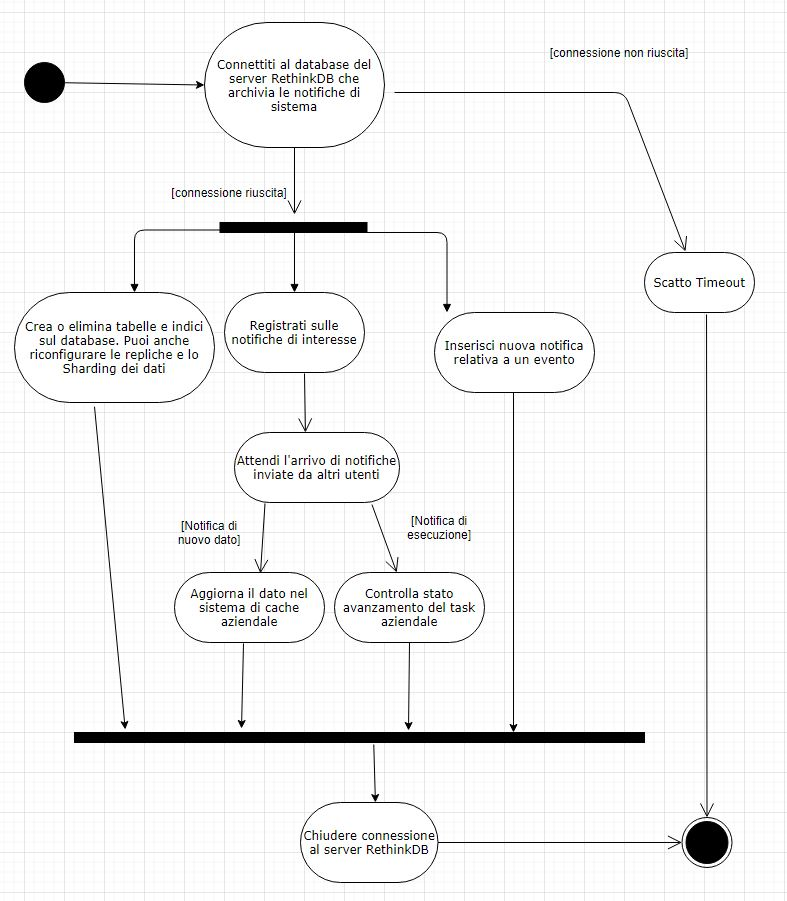 Connettiti al database del
server RethinkDB che
archivia le notifiche di
sistema
[connessione non riuscita]
[connessione riuscita]
Scatto Timeout
Crea o elimina tabelle e indici
sul database. Puoi anche
riconfigurare le repliche e lo
Sharding dei dati
Registrati sulle
notifiche di interesse
Inserisci nuova notifica
relativa a un evento
Attendi l'arrivo di notifiche
inviate da altri utenti
[Notifica di
nuovo dato]
[Notifica di
esecuzione]
Aggiorna il dato nel
sistema di cache
aziendale
Controlla stato
avanzamento del task
aziendale
Chiudere connessione
al server RethinkDB